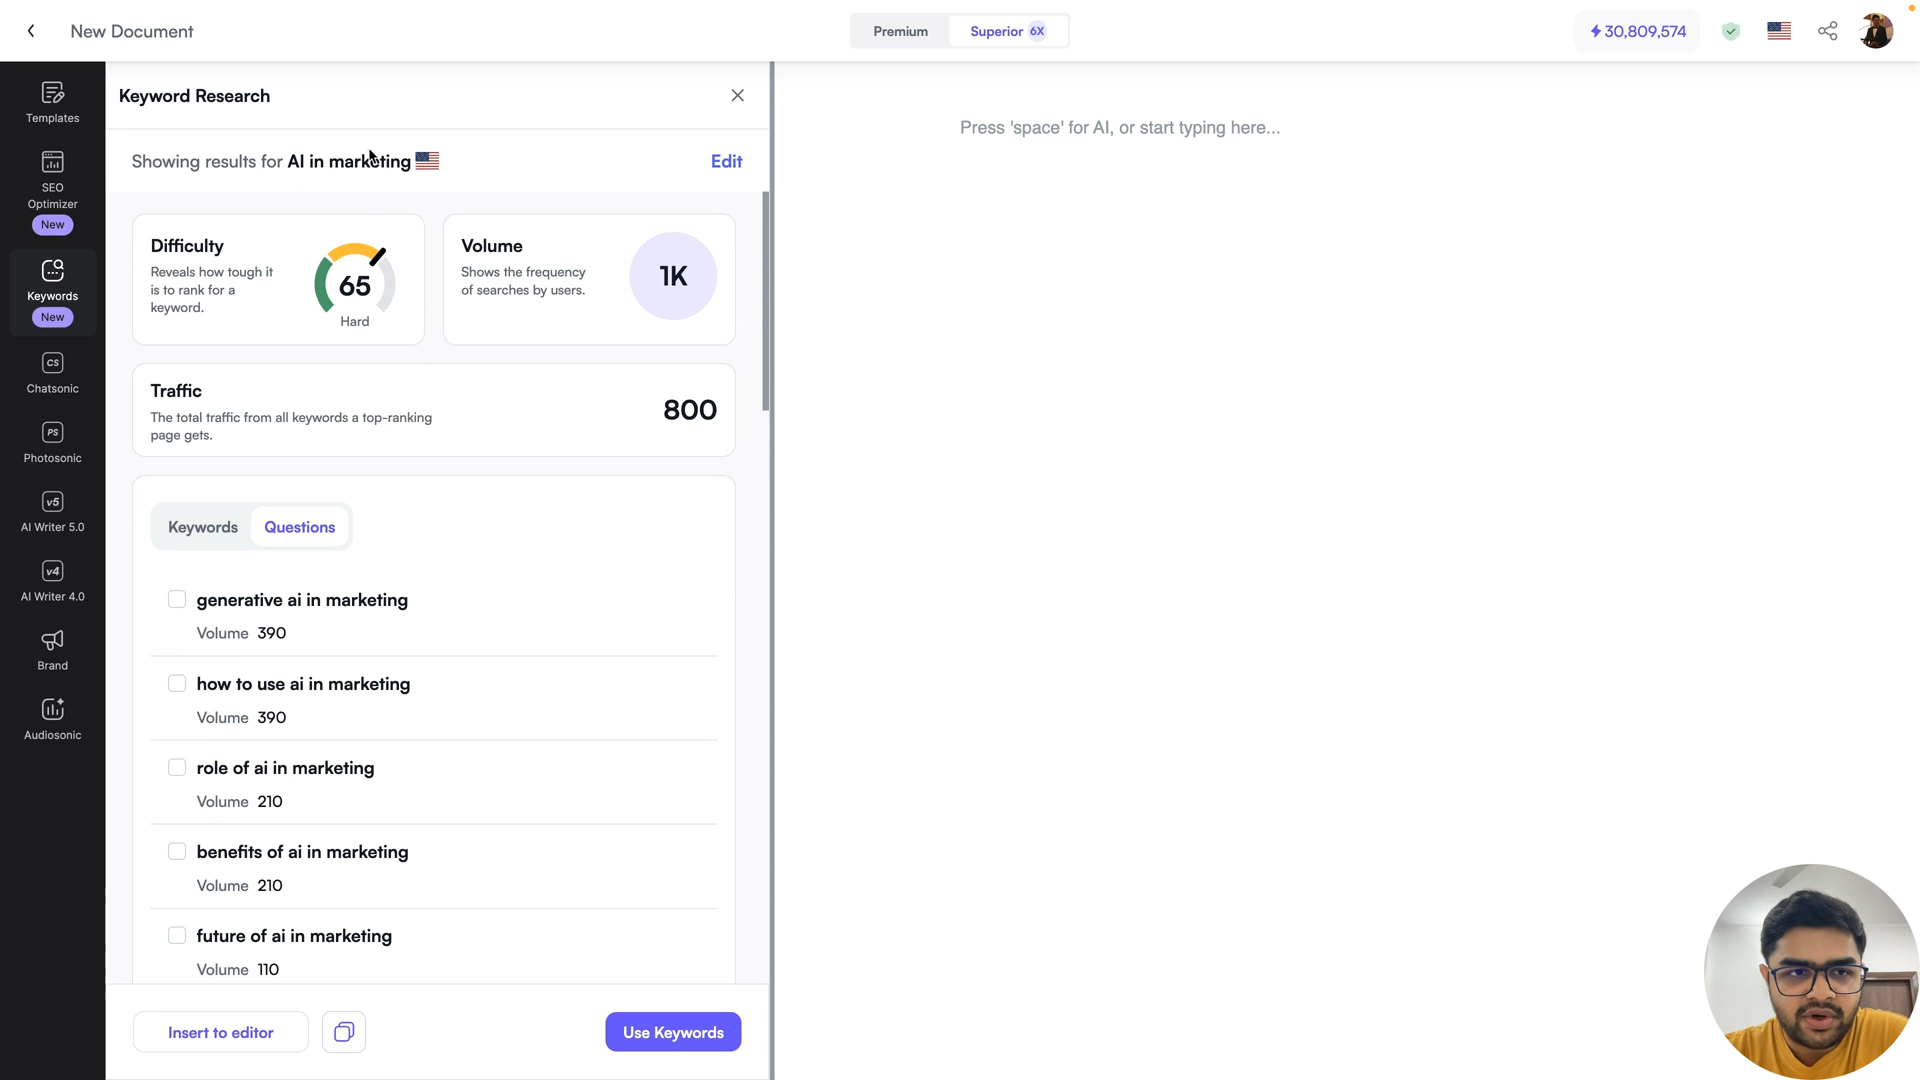 New Document
Premium
Superior 6X
30,809,574
Templates
SEO
Optimizer
New
Keywords
New
CS
Chatsonic
PS
Photosonic
v5
AI Writer 5.0
v4
AI Writer 4.0
Brand
Audiosonic
Keyword Research
Showing results for AI in marketing
Edit
Difficulty
Reveals how tough it
is to rank for a
keyword.
65
Hard
Volume
Shows the frequency
of searches by users.
1K
Traffic
The total traffic from all keywords a top-ranking
page gets.
800
Keywords
Questions
generative ai in marketing
Volume 390
how to use ai in marketing
Volume 390
role of ai in marketing
Volume 210
benefits of ai in marketing
Volume 210
future of ai in marketing
Volume 110
Insert to editor
Use Keywords
Press 'space' for AI, or start typing here...